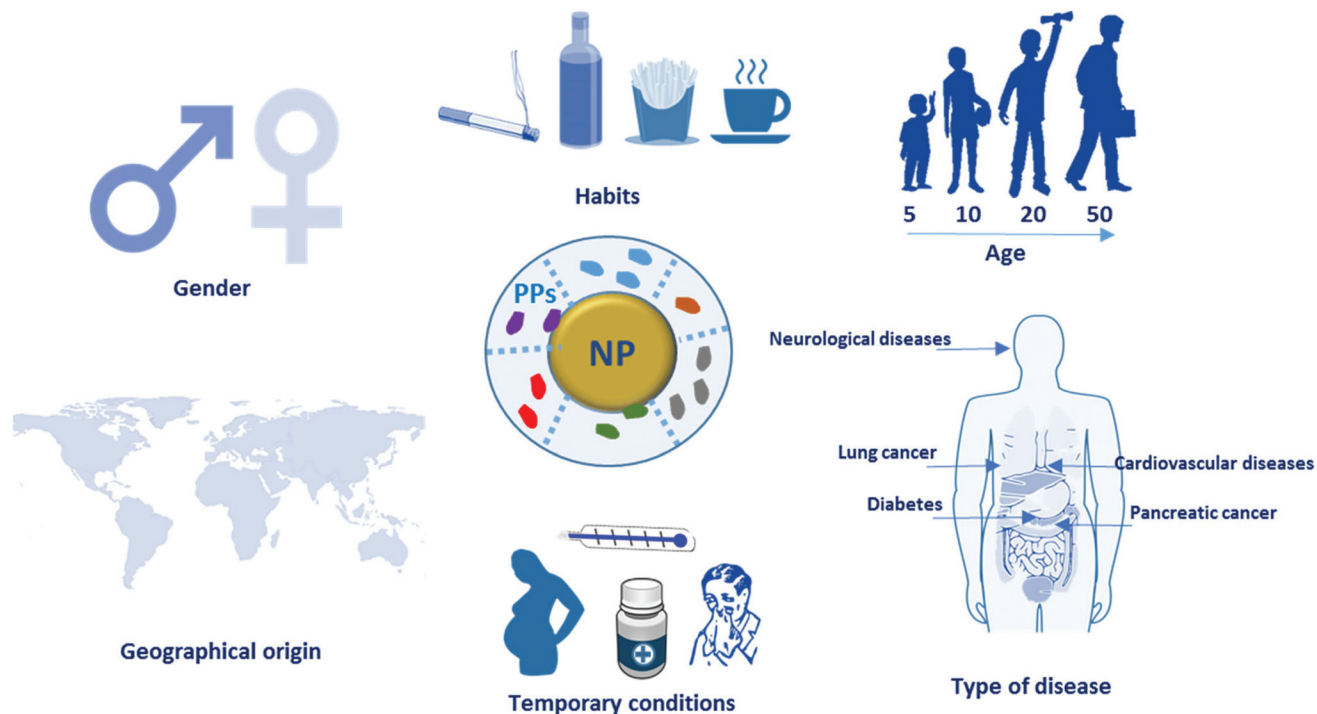 Habits
5 10 20 50
Age
Gender
PPs
NP
Neurological diseases
Lung cancer
Cardiovascular diseases
Diabetes
Pancreatic cancer
Geographical origin
Temporary conditions
Type of disease